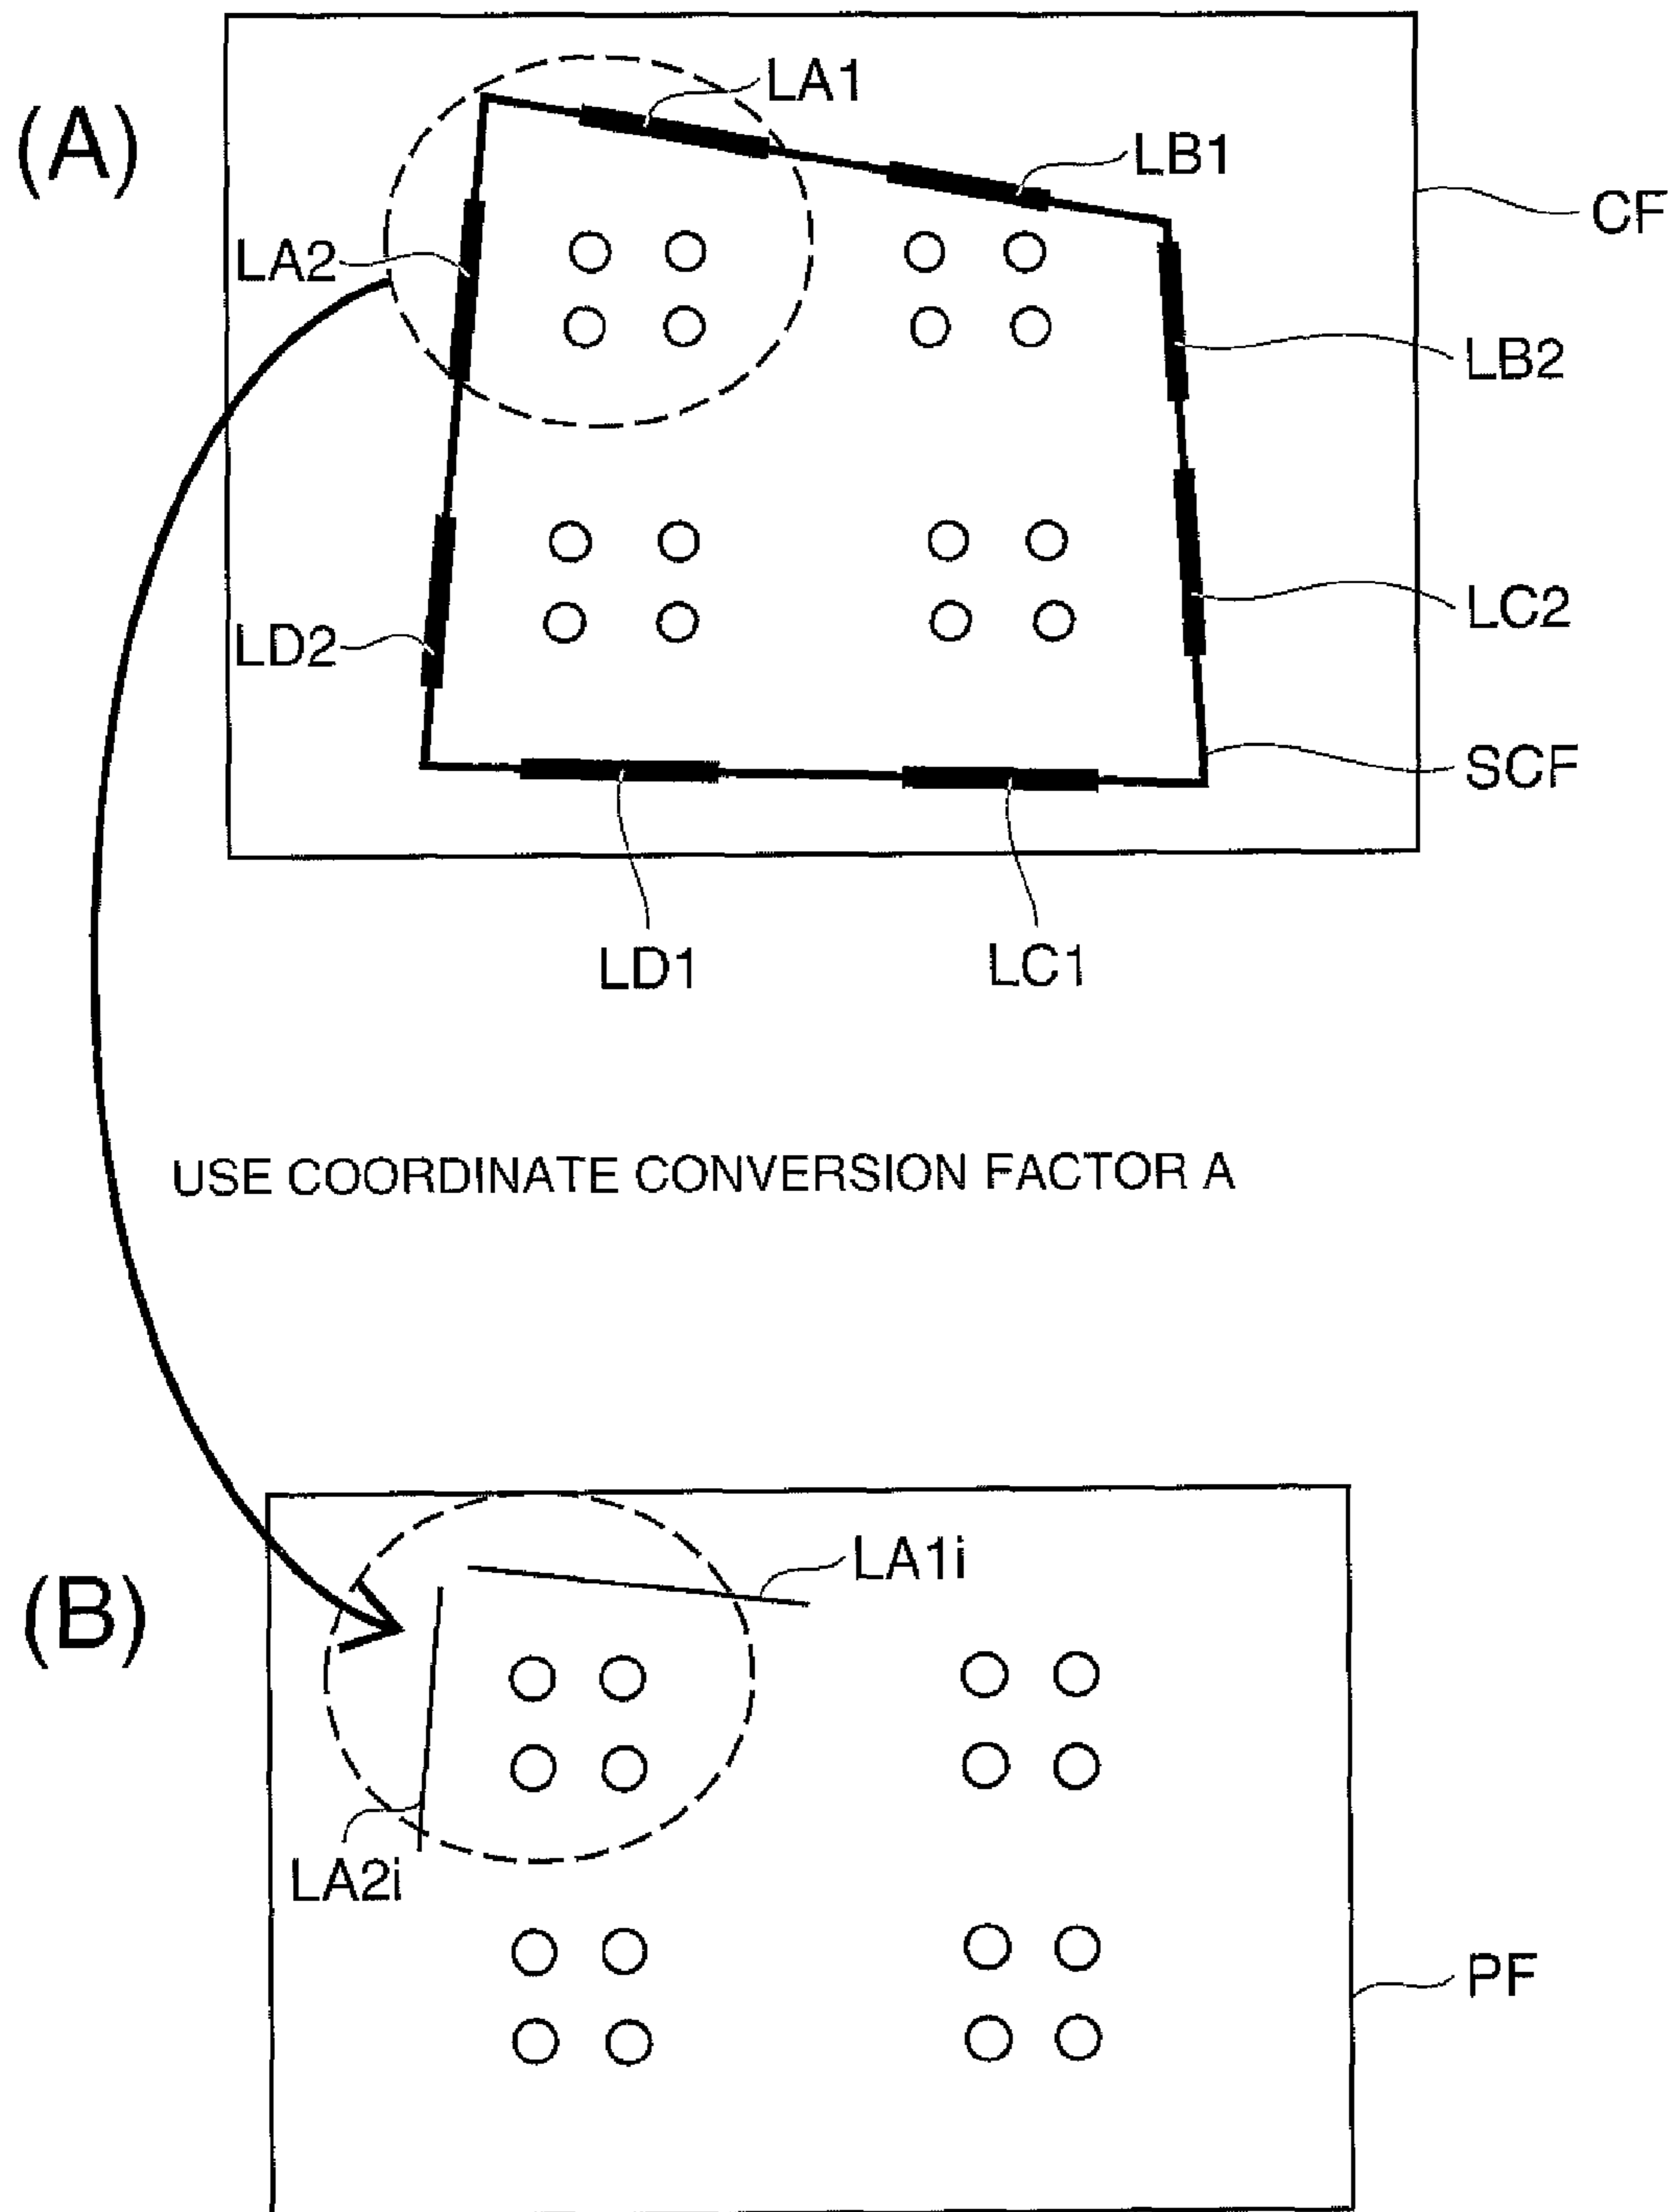 (A)
LA1
LB1
CF
LA2
LB2
LC2
LD2
SCF
LD1
LC1
USE COORDINATE CONVERSION FACTOR A
(B)
LA1i
LA2i
PF